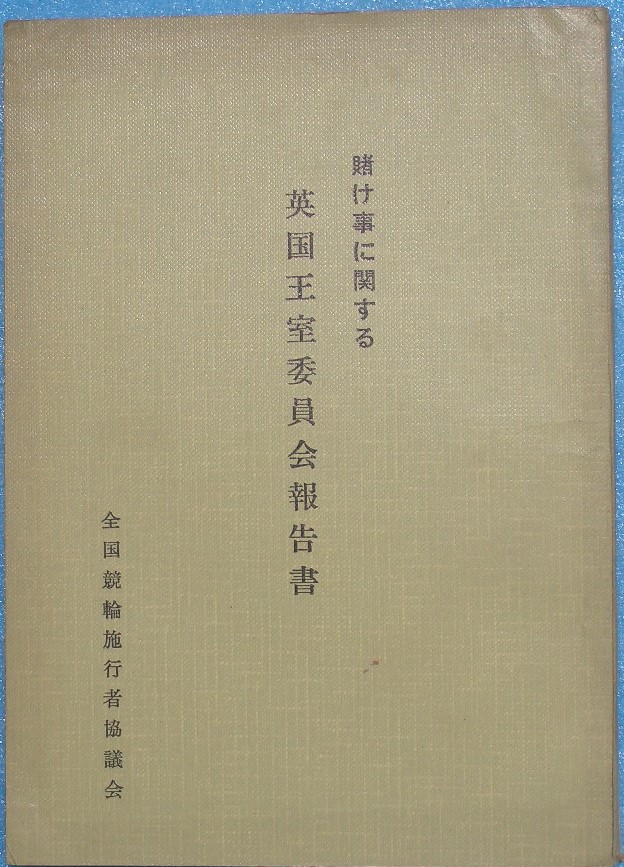 賭け事に関する
英国王室委員会報告書
全国競輪施行者協議会